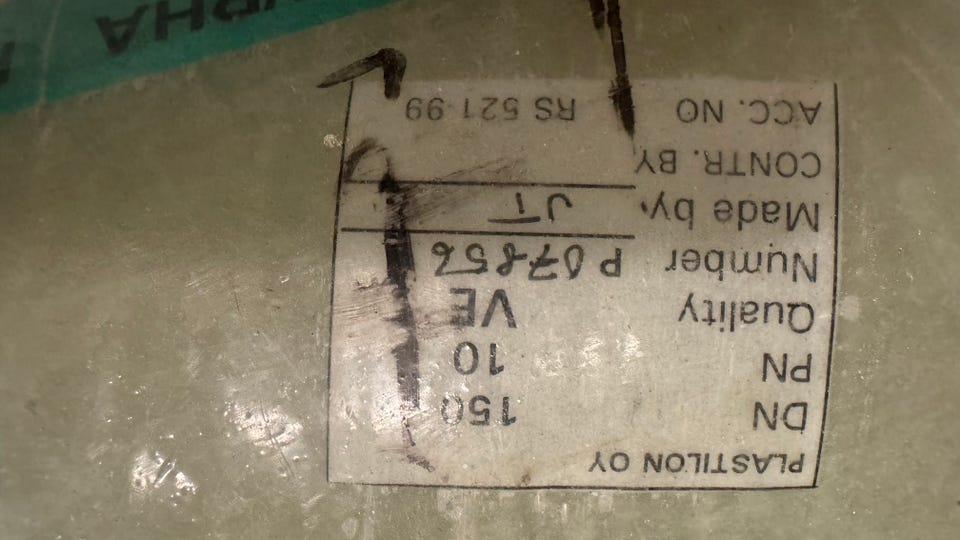 PLASTILON OY
DN 150
PN 10
Quality VE
Number P 07856
Made by. JT
CONTR. BY
ACC. NO RS 521-99